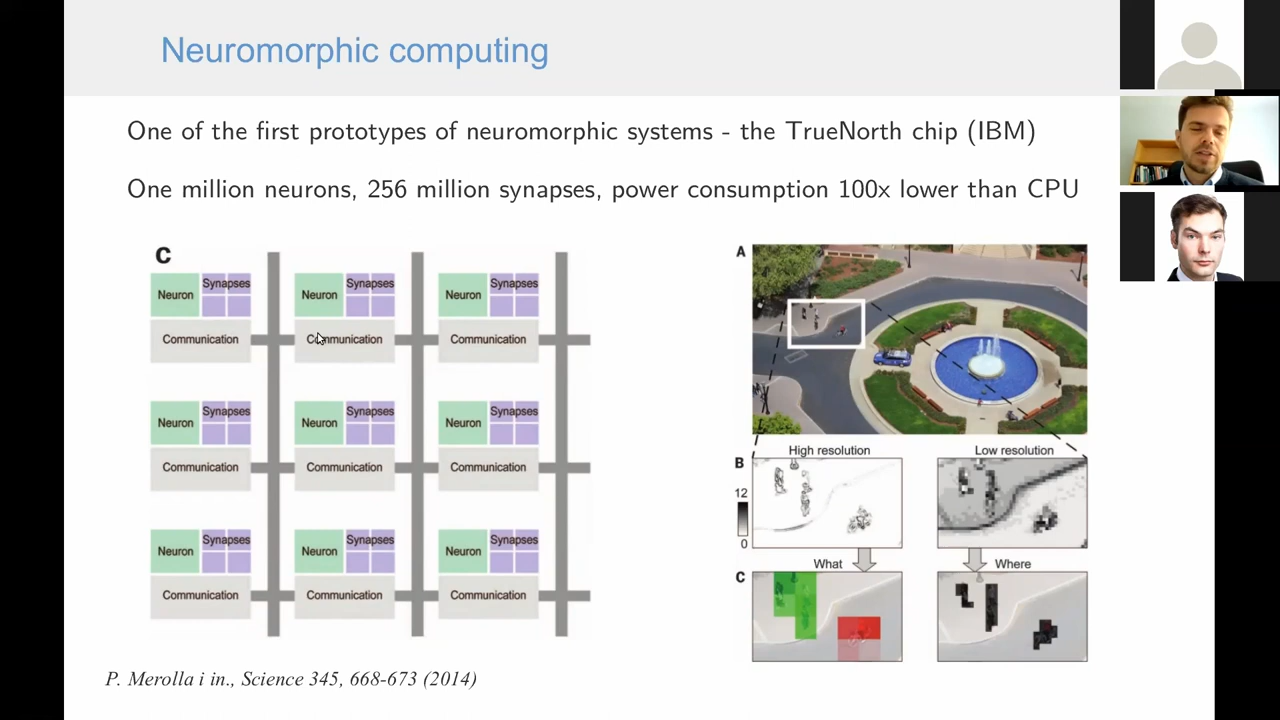 Neuromorphic computing
One of the first prototypes of neuromorphic systems - the TrueNorth chip (IBM)
One million neurons, 256 million synapses, power consumption 100x lower than CPU
C
Neuron Synapses Neuron Synapses Neuron Synapses
Communication Communication Communication
Neuron Synapses Neuron Synapses Neuron Synapses
Communication Communication Communication
Neuron Synapses Neuron Synapses Neuron Synapses
Communication Communication Communication
A
High resolution Low resolution
B
12
0
What Where
C
P. Merolla i in., Science 345, 668-673 (2014)